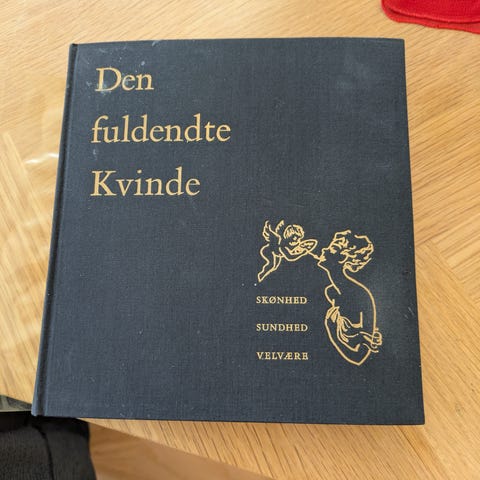 Den
fuldendte
Kvinde
SKØNHED
SUNDHED
VELVÆRE